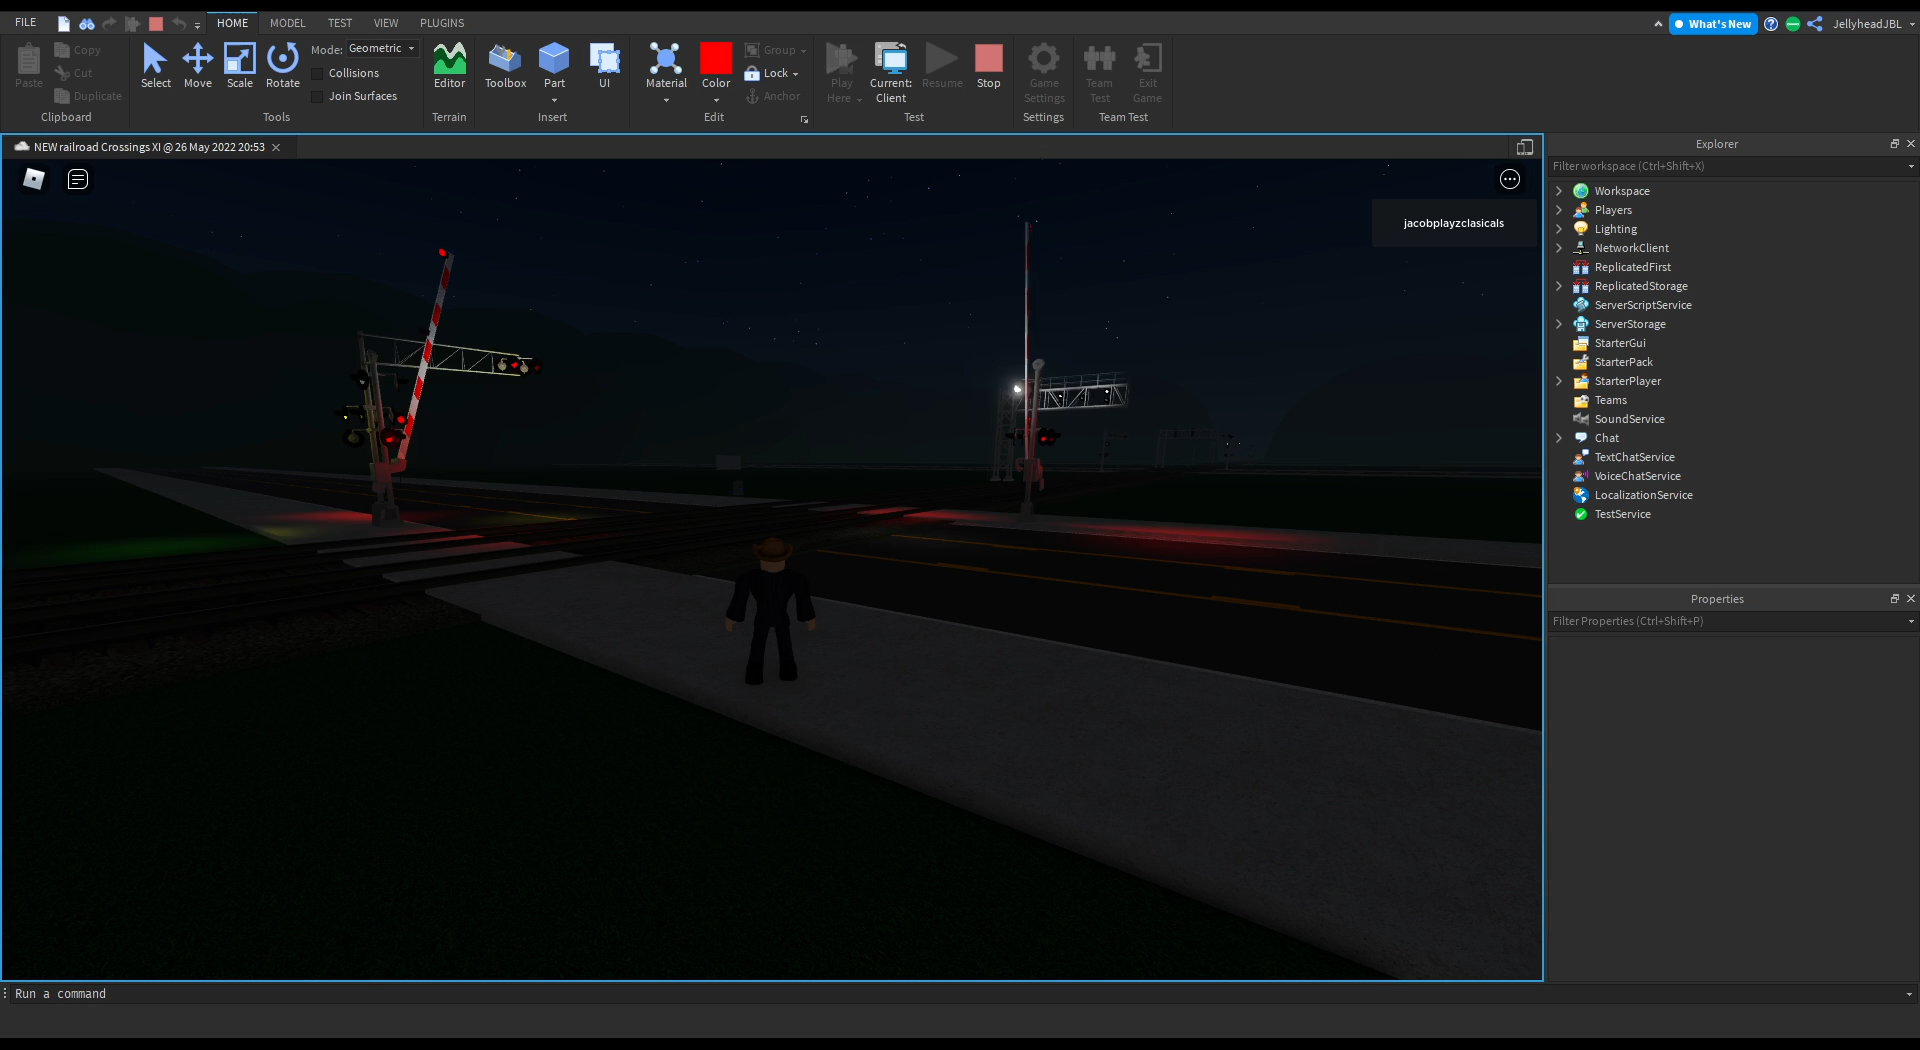 FILE
HOME
MODEL
TEST
VIEW
PLUGINS
What's New
JellyheadJBL
Paste
Copy
Cut
Duplicate
Clipboard
Select
Move
Scale
Rotate
Mode: Geometric
Collisions
Join Surfaces
Tools
Editor
Terrain
Toolbox
Part
UI
Insert
Material
Color
Group
Lock
Anchor
Edit
Play
Here
Current:
Client
Resume
Stop
Test
Game
Settings
Settings
Team
Test
Exit
Game
Team Test
NEW railroad Crossings XI @ 26 May 2022 20:53
jacobplayzclasicals
Explorer
Filter workspace (Ctrl+Shift+X)
Workspace
Players
Lighting
NetworkClient
ReplicatedFirst
ReplicatedStorage
ServerScriptService
ServerStorage
StarterGui
StarterPack
StarterPlayer
Teams
SoundService
Chat
TextChatService
VoiceChatService
LocalizationService
TestService
Properties
Filter Properties (Ctrl+Shift+P)
Run a command